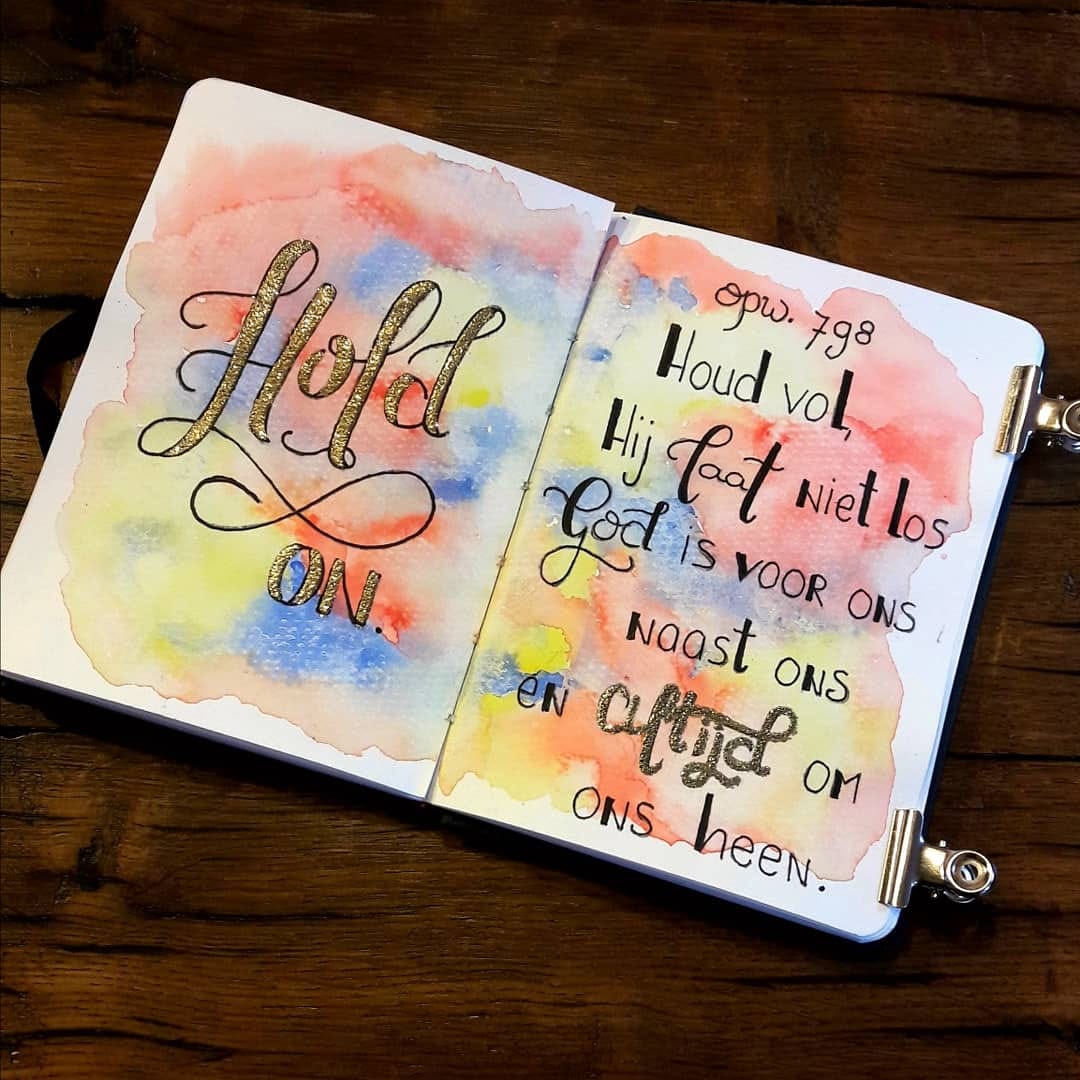 Hold
ON.
opw. 798
Houd vol,
Hij laat niet los
God is voor ons
naast ons
en altijd om
ons heen.